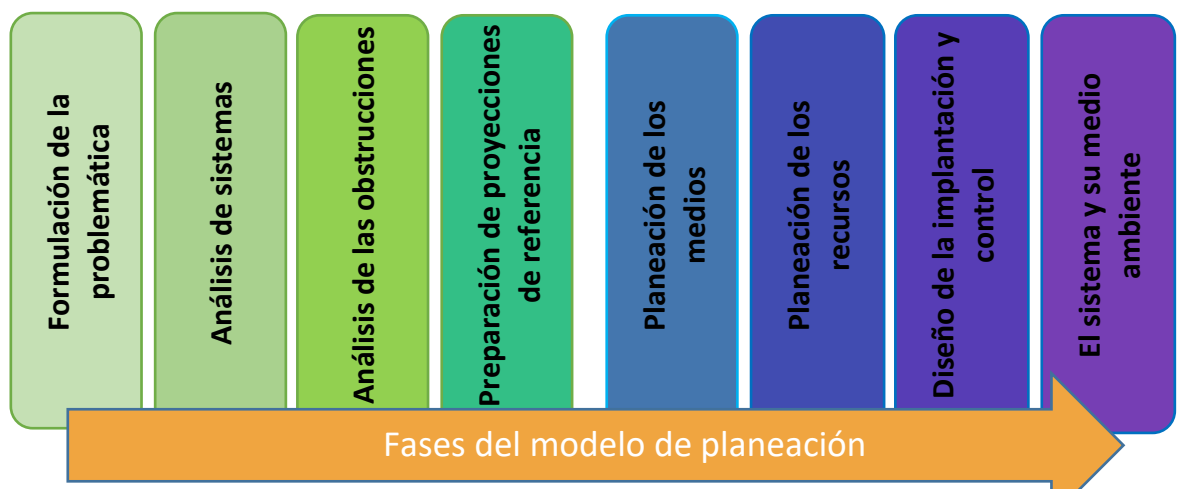 Formulación de la
problemática
Análisis de sistemas
Análisis de las obstrucciones
Preparación de proyecciones
de referencia
Planeación de los
medios
Planeación de los
recursos
Diseño de la implantación y
control
El sistema y su medio
ambiente
Fases del modelo de planeación